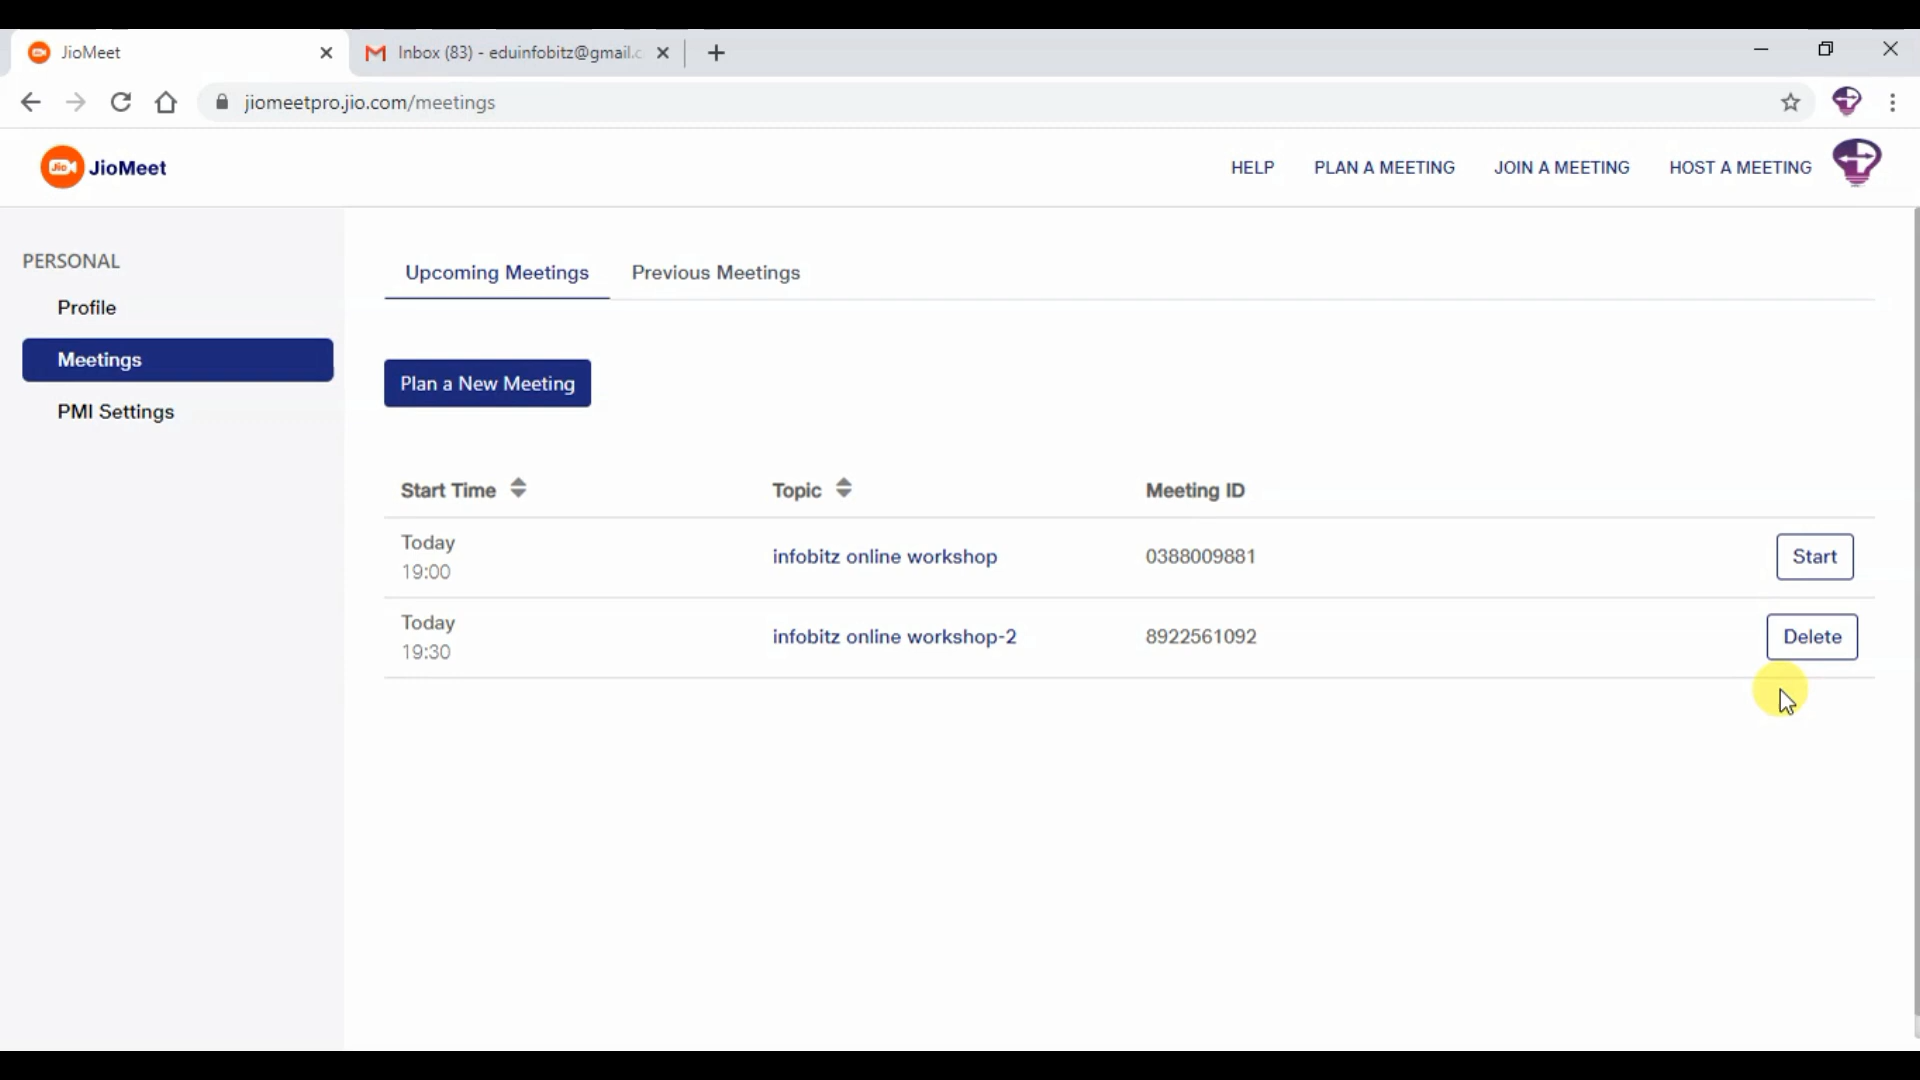 JioMeet
Inbox (83) - eduinfobitz@gmail.c
jiomeetpro.jio.com/meetings
Jio JioMeet
HELP PLAN A MEETING JOIN A MEETING HOST A MEETING
PERSONAL
Profile
Meetings
PMI Settings
Upcoming Meetings Previous Meetings
Plan a New Meeting
Start Time Topic Meeting ID
Today
19:00
infobitz online workshop 0388009881 Start
Today
19:30
infobitz online workshop-2 8922561092 Delete